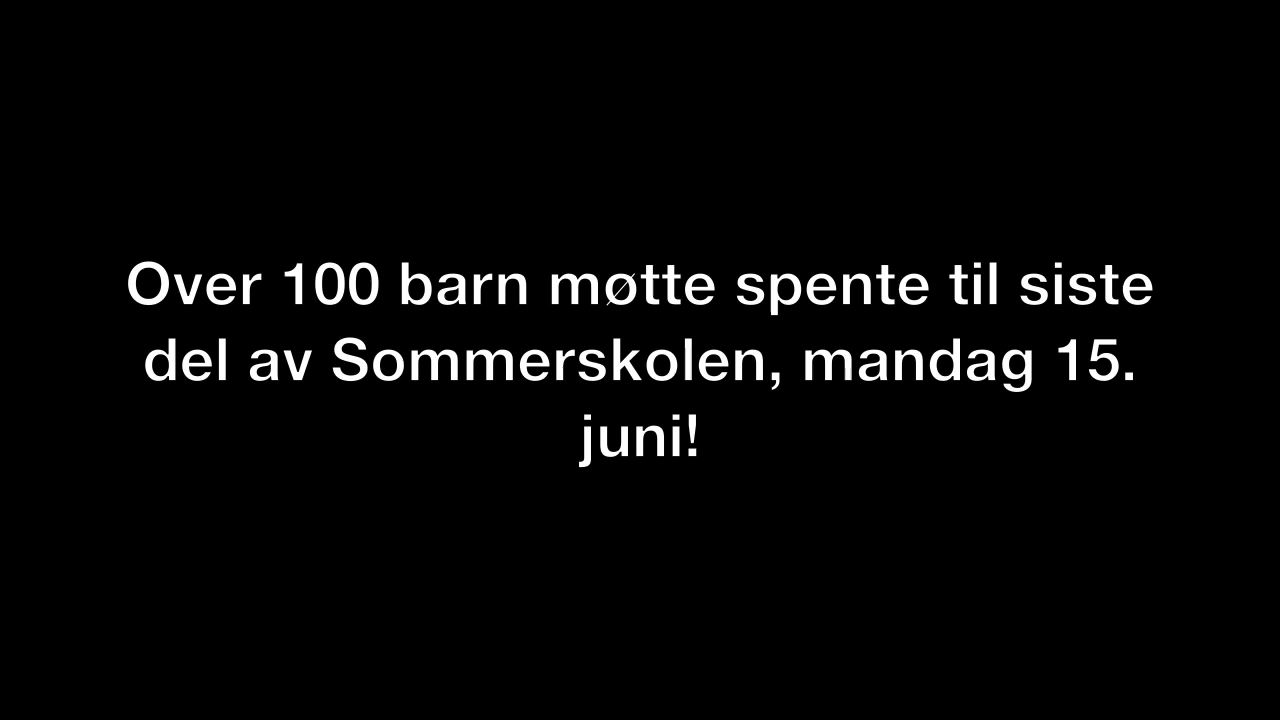 Over 100 barn møtte spente til siste
del av Sommerskolen, mandag 15.
juni!